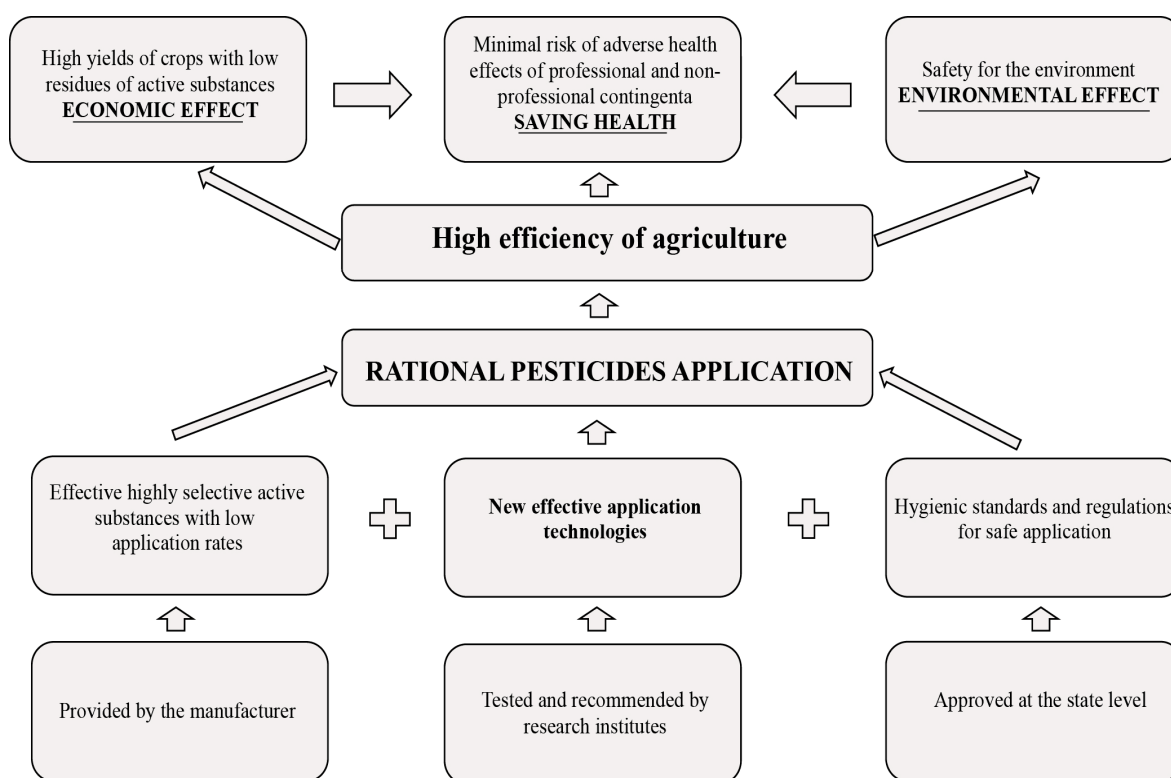 High yields of crops with low
residues of active substances
ECONOMIC EFFECT
Minimal risk of adverse health
effects of professional and non-
professional contingenta
SAVING HEALTH
Safety for the environment
ENVIRONMENTAL EFFECT
High efficiency of agriculture
RATIONAL PESTICIDES APPLICATION
Effective highly selective active
substances with low
application rates
New effective application
technologies
Hygienic standards and regulations
for safe application
Provided by the manufacturer
Tested and recommended by
research institutes
Approved at the state level